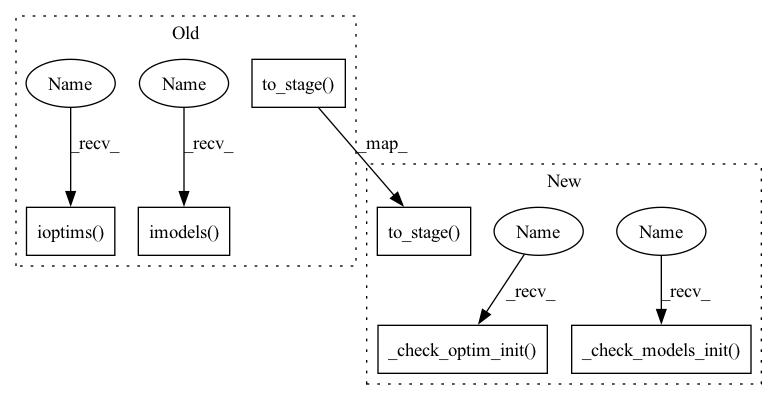 Old
Name
Name
to_stage()
_recv_
_recv_
_map_
New
ioptims()
imodels()
to_stage()
Name
Name
_recv_
_recv_
_check_optim_init()
_check_models_init()